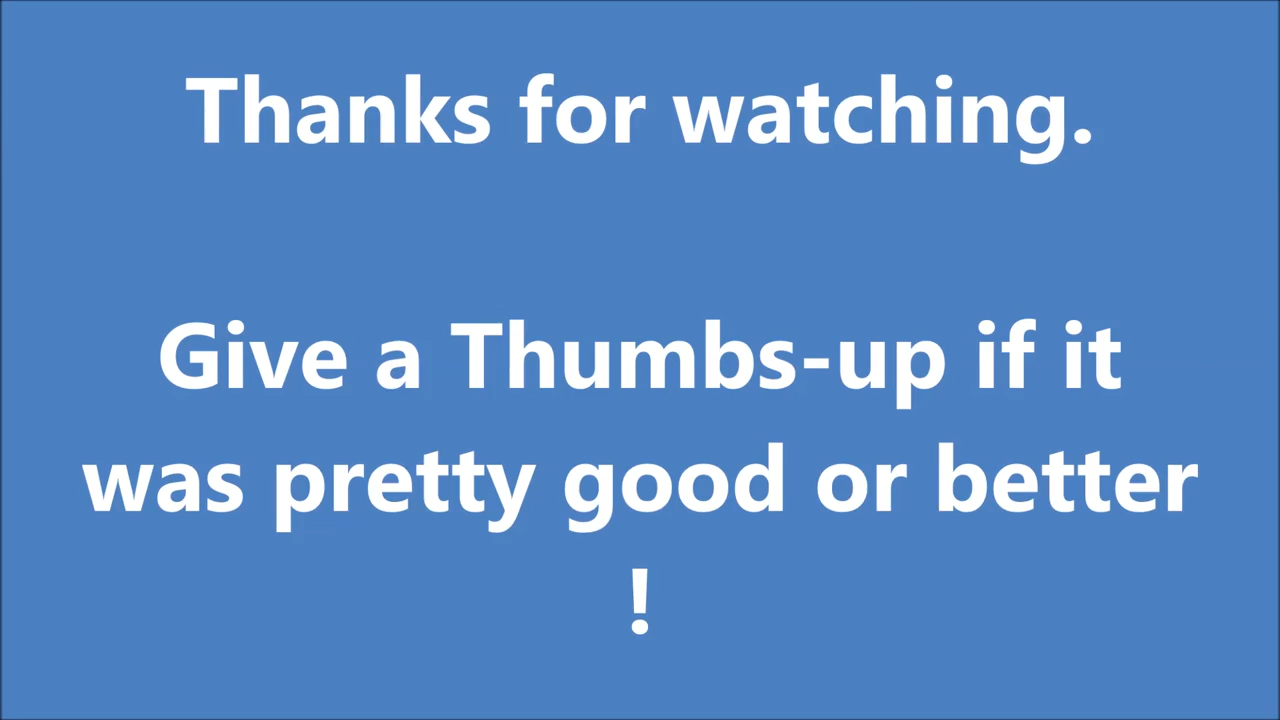 Thanks for watching.
Give a Thumbs-up if it
was pretty good or better
!